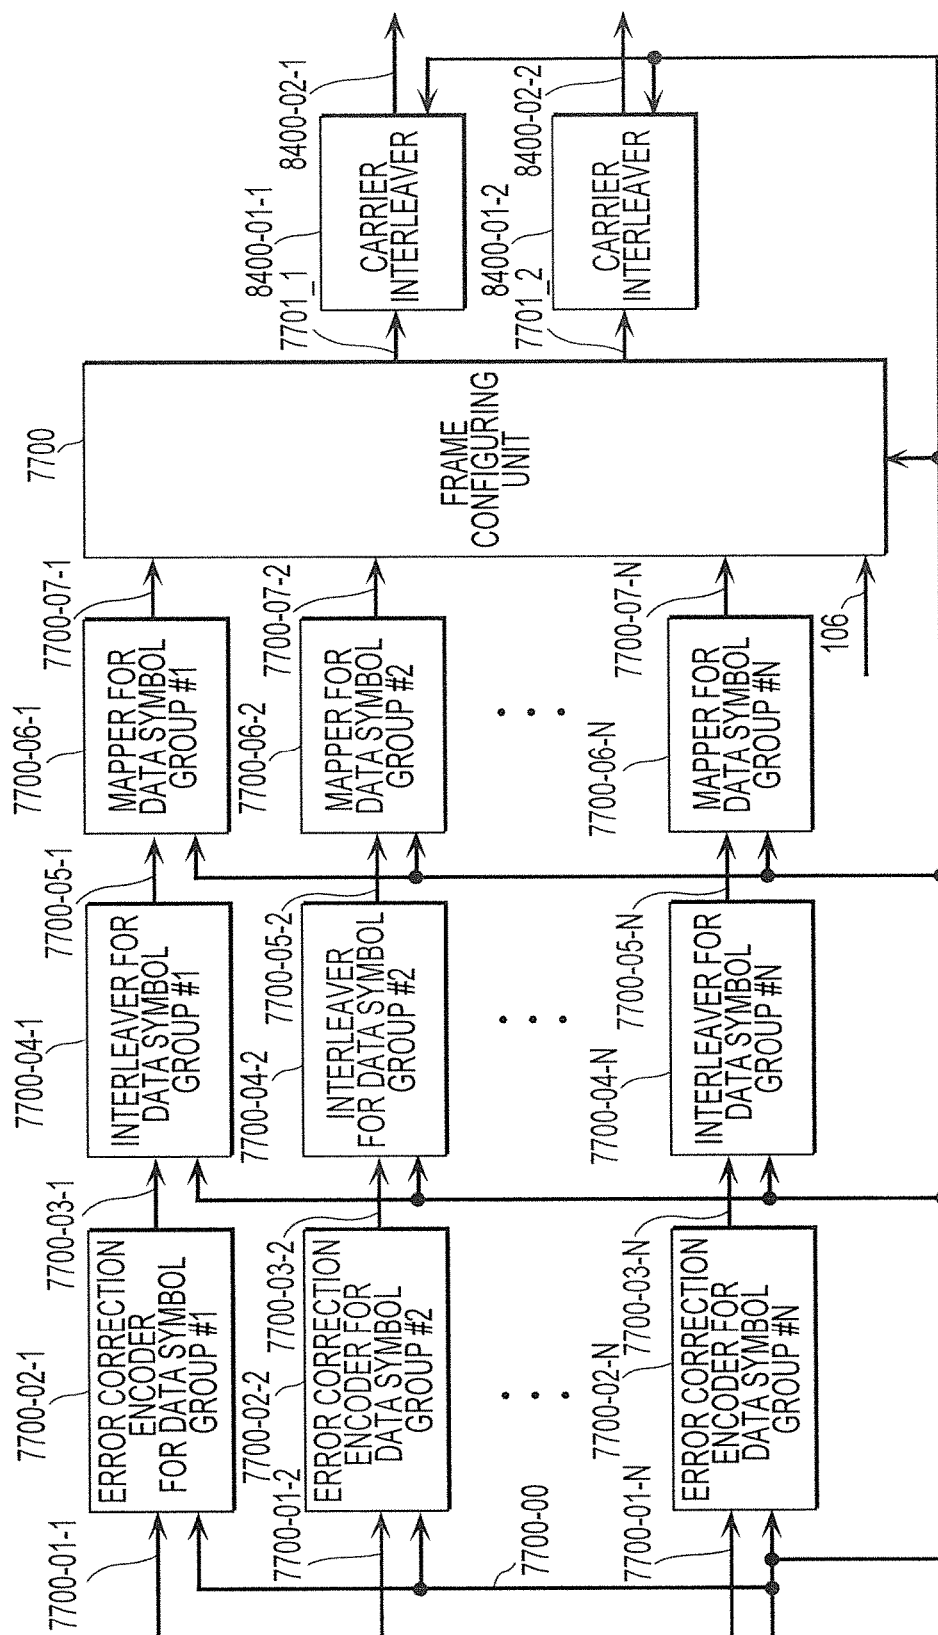 7700-01-1
7700-02-1
ERROR CORRECTION
ENCODER
FOR DATA SYMBOL
GROUP #1
7700-03-1
7700-04-1
INTERLEAVER FOR
DATA SYMBOL
GROUP #1
7700-05-1
7700-06-1
MAPPER FOR
DATA SYMBOL
GROUP #1
7700-07-1
7700
FRAME
CONFIGURING
UNIT
7701_1
8400-01-1
CARRIER
INTERLEAVER
8400-02-1
7700-01-2
7700-02-2
ERROR CORRECTION
ENCODER FOR
DATA SYMBOL
GROUP #2
7700-03-2
7700-04-2
INTERLEAVER
FOR DATA SYMBOL
GROUP #2
7700-05-2
7700-06-2
MAPPER FOR
DATA SYMBOL
GROUP #2
7700-07-2
7701_2
8400-01-2
CARRIER
INTERLEAVER
8400-02-2
7700-00
7700-01-N
7700-02-N
ERROR CORRECTION
ENCODER FOR
DATA SYMBOL
GROUP #N
7700-03-N
7700-04-N
INTERLEAVER FOR
DATA SYMBOL
GROUP #N
7700-05-N
7700-06-N
MAPPER FOR
DATA SYMBOL
GROUP #N
7700-07-N
106